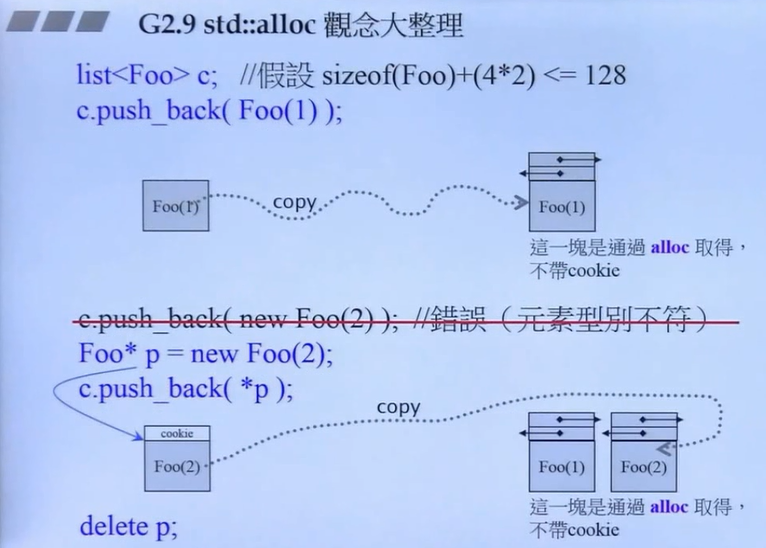 G2.9 std::alloc 觀念大整理
list<Foo> c; //假設 sizeof(Foo)+(4*2) <= 128
c.push_back( Foo(1) );
Foo(1)
copy
Foo(1)
這一塊是通過 alloc 取得，
不帶cookie
c.push_back( new Foo(2) ); //錯誤（元素型別不符）
Foo* p = new Foo(2);
c.push_back( *p );
copy
cookie
Foo(2)
Foo(1)
Foo(2)
這一塊是通過 alloc 取得，
不帶cookie
delete p;